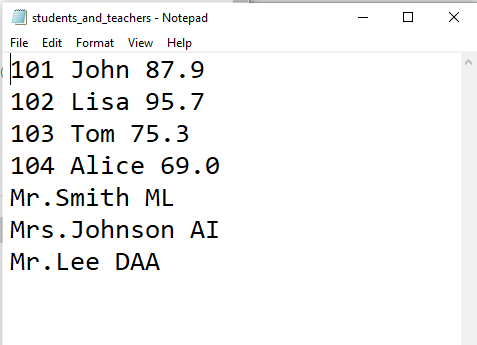 students_and_teachers - Notepad
File Edit Format View Help
101 John 87.9
102 Lisa 95.7
103 Tom 75.3
104 Alice 69.0
Mr.Smith ML
Mrs.Johnson AI
Mr.Lee DAA